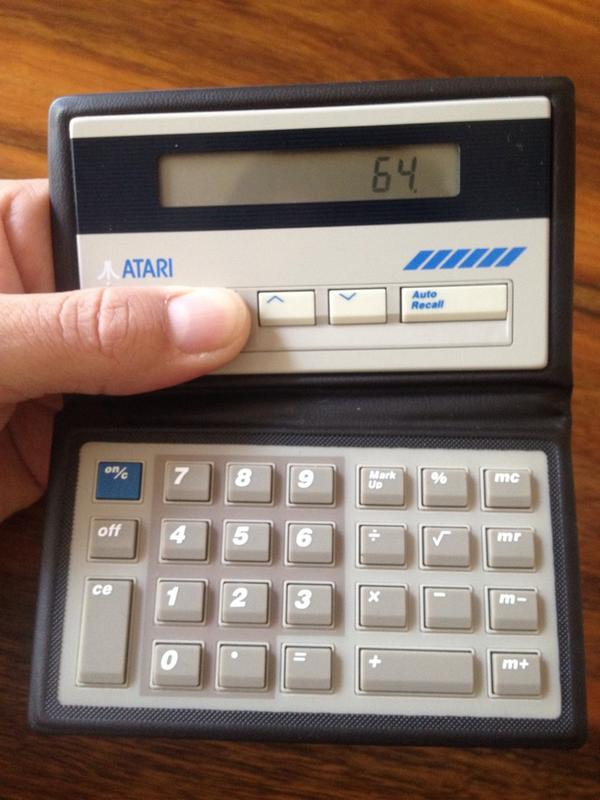 64.
ATARI
^ ˅ Auto
Recall
on/c 7 8 9 Mark
Up % mc
off 4 5 6 ÷ √ mr
ce 1 2 3 × − m−
0 . = + m+